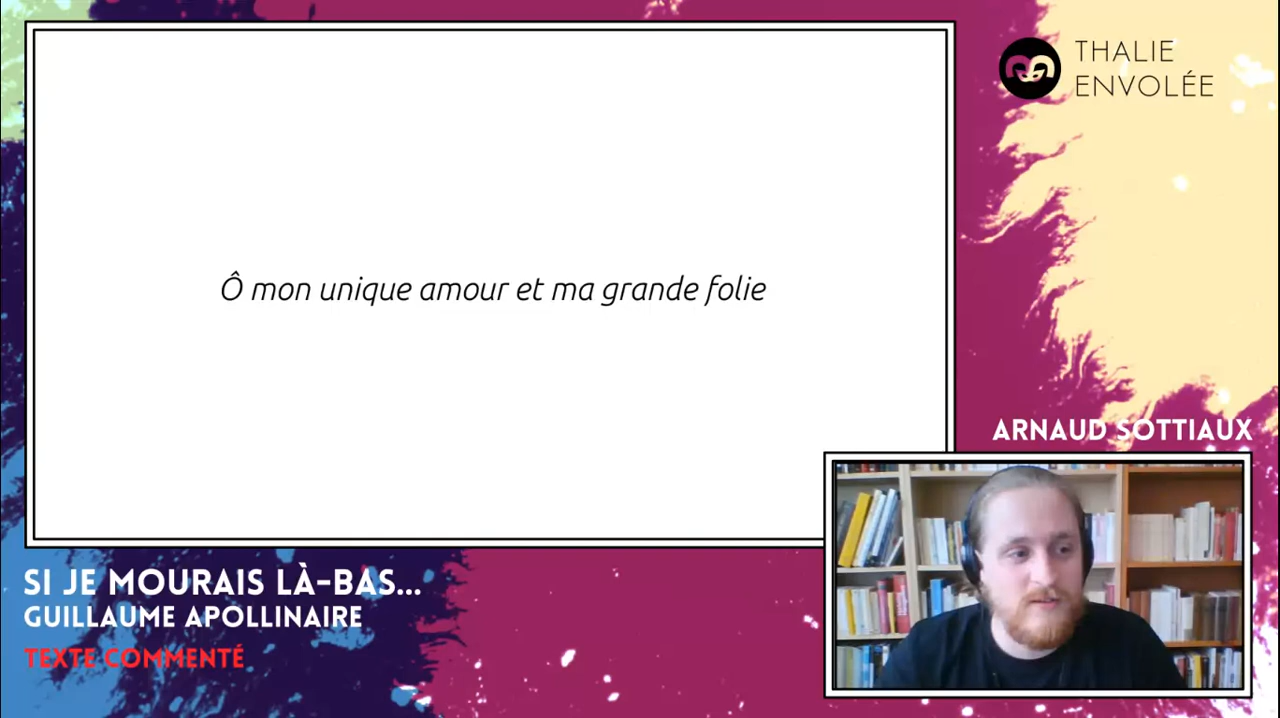 THALIE
ENVOLÉE
Ô mon unique amour et ma grande folie
ARNAUD SOTTIAUX
SI JE MOURAIS LÀ-BAS...
GUILLAUME APOLLINAIRE
TEXTE COMMENTÉ